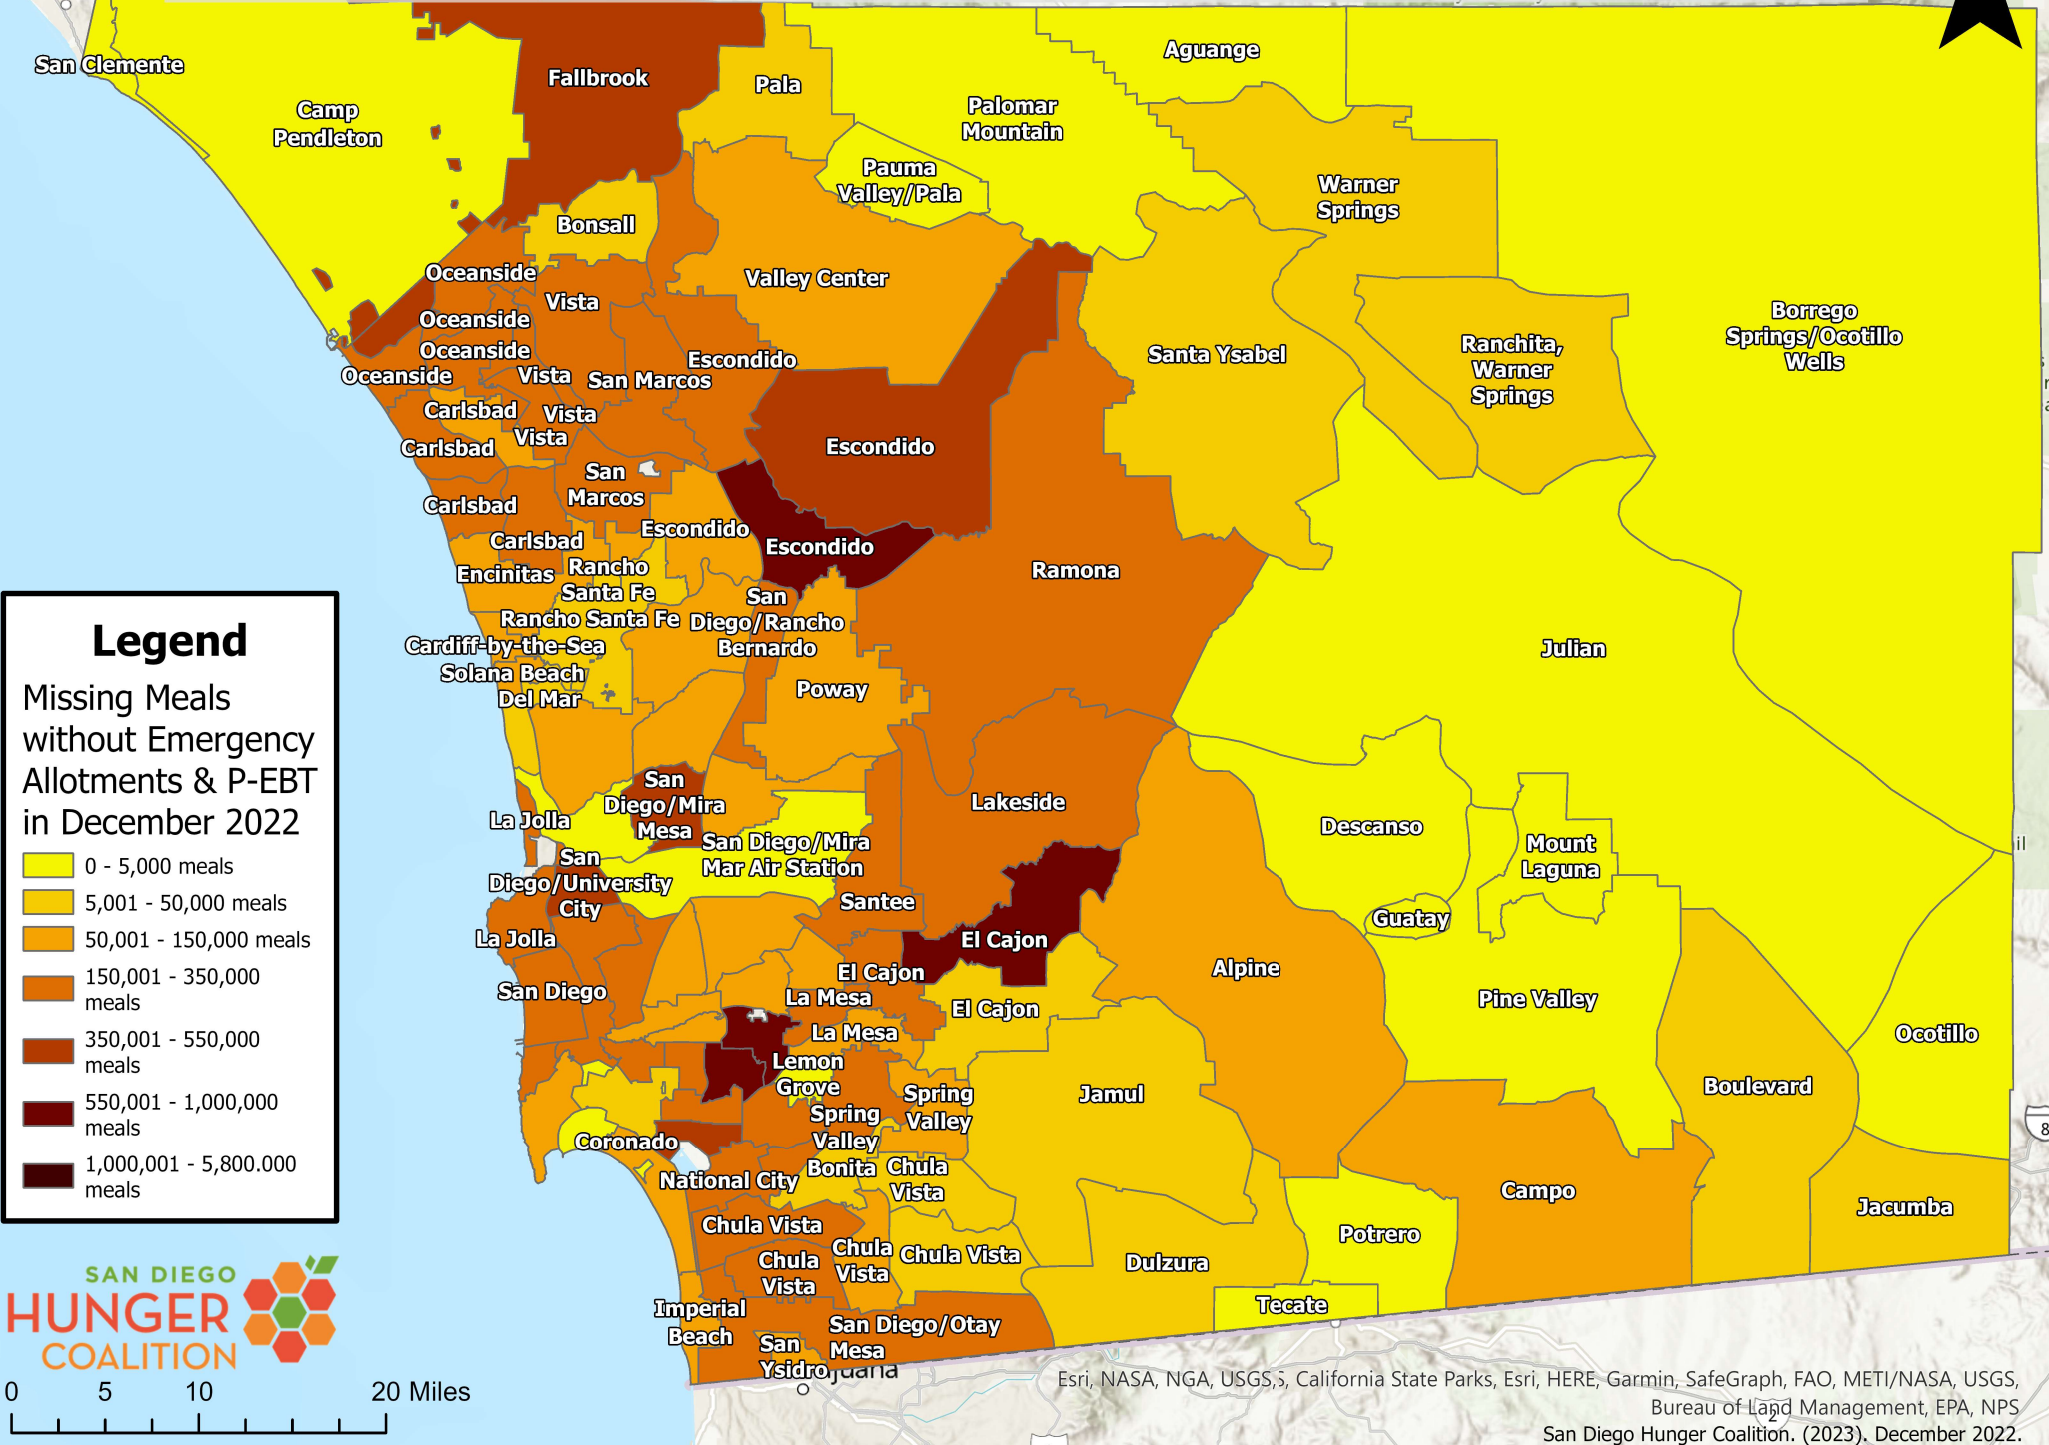 San Clemente
Camp
Pendleton
Fallbrook
Pala
Aguange
Palomar
Mountain
Pauma
Valley/Pala
Warner
Springs
Bonsall
Oceanside
Valley Center
Vista
Oceanside
Borrego
Springs/Ocotillo
Wells
Oceanside
Escondido
Santa Ysabel
Ranchita,
Warner
Springs
Oceanside
Vista
San Marcos
Carlsbad
Vista
Vista
Carlsbad
Escondido
San
Marcos
Carlsbad
Escondido
Carlsbad
Escondido
Encinitas
Rancho
Santa Fe
Ramona
San
Diego/Rancho
Bernardo
Rancho Santa Fe
Cardiff-by-the-Sea
Solana Beach
Del Mar
Poway
Julian
San
Diego/Mira
Mesa
La Jolla
Lakeside
Descanso
San Diego/Mira
Mar Air Station
Mount
Laguna
San
Diego/University
City
Santee
Guatay
La Jolla
El Cajon
El Cajon
Alpine
San Diego
La Mesa
El Cajon
Pine Valley
La Mesa
Ocotillo
Lemon
Grove
Spring
Valley
Jamul
Boulevard
Spring
Valley
Coronado
Bonita
Chula
Vista
National City
Campo
Jacumba
Chula Vista
Chula
Vista
Chula
Vista
Chula Vista
Potrero
Dulzura
Imperial
Beach
San Diego/Otay
Mesa
Tecate
San
Ysidro
juana
8
2
il
Legend
Missing Meals
without Emergency
Allotments & P-EBT
in December 2022
0 - 5,000 meals
5,001 - 50,000 meals
50,001 - 150,000 meals
150,001 - 350,000
meals
350,001 - 550,000
meals
550,001 - 1,000,000
meals
1,000,001 - 5,800.000
meals
SAN DIEGO
HUNGER
COALITION
0 5 10 20 Miles
Esri, NASA, NGA, USGS, California State Parks, Esri, HERE, Garmin, SafeGraph, FAO, METI/NASA, USGS,
Bureau of Land Management, EPA, NPS
San Diego Hunger Coalition. (2023). December 2022.